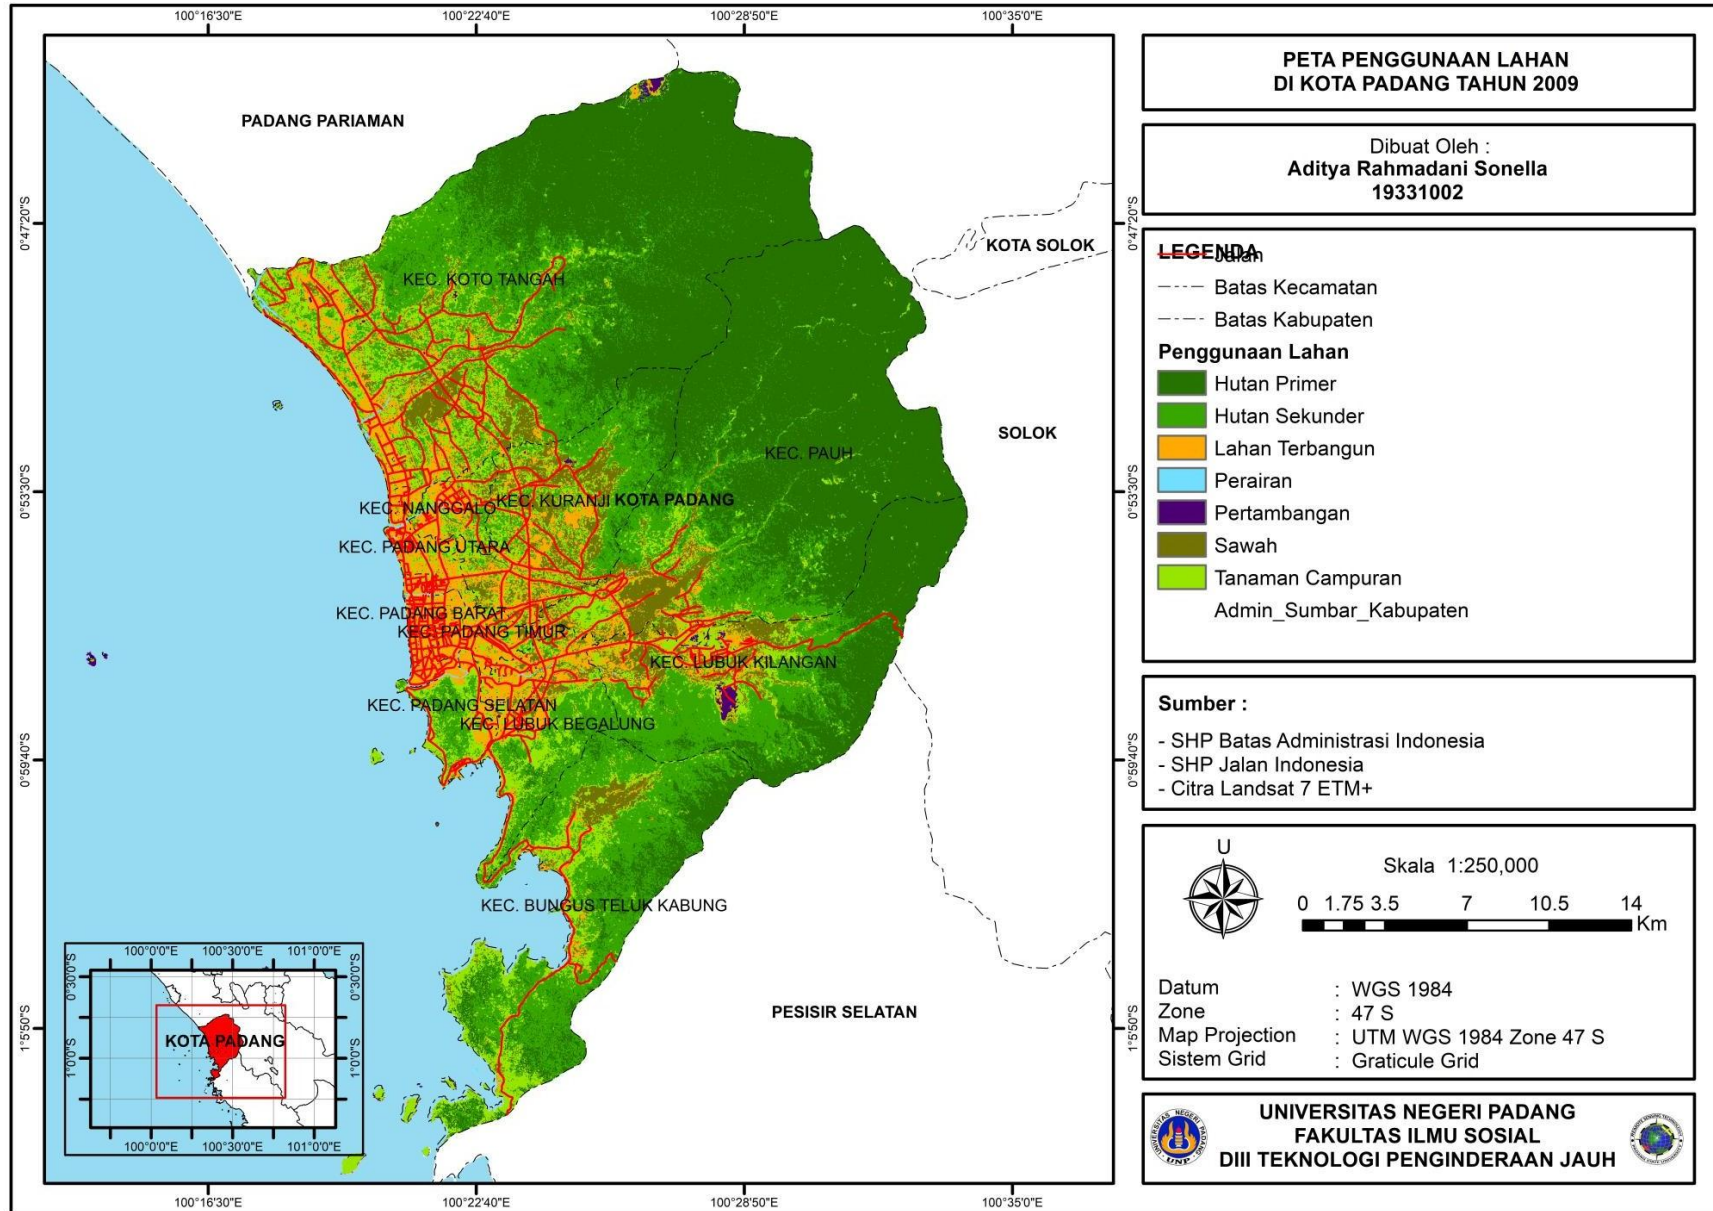 100°16'30"E 100°22'40"E 100°28'50"E 100°35'0"E
0°47'20"S
0°53'30"S
0°59'40"S
1°5'50"S
PADANG PARIAMAN
KOTA SOLOK
KEC. KOTO TANGAH
SOLOK
KEC. PAUH
KEC. KURANJI KOTA PADANG
KEC. NANGGALO
KEC. PADANG UTARA
KEC. PADANG BARAT
KEC. PADANG TIMUR
KEC. LUBUK KILANGAN
KEC. PADANG SELATAN
KEC. LUBUK BEGALUNG
KEC. BUNGUS TELUK KABUNG
PESISIR SELATAN
0°47'20"S
0°53'30"S
0°59'40"S
1°5'50"S
100°16'30"E 100°22'40"E 100°28'50"E 100°35'0"E
100°0'0"E 100°30'0"E 101°0'0"E
0°30'0"S 0°30'0"S
KOTA PADANG
1°0'0"S 1°0'0"S
100°0'0"E 100°30'0"E 101°0'0"E
PETA PENGGUNAAN LAHAN
DI KOTA PADANG TAHUN 2009
Dibuat Oleh :
Aditya Rahmadani Sonella
19331002
LEGENDA
Jalan
Batas Kecamatan
Batas Kabupaten
Penggunaan Lahan
Hutan Primer
Hutan Sekunder
Lahan Terbangun
Perairan
Pertambangan
Sawah
Tanaman Campuran
Admin_Sumbar_Kabupaten
Sumber :
- SHP Batas Administrasi Indonesia
- SHP Jalan Indonesia
- Citra Landsat 7 ETM+
U
Skala 1:250,000
0 1.75 3.5 7 10.5 14
Km
Datum : WGS 1984
Zone : 47 S
Map Projection : UTM WGS 1984 Zone 47 S
Sistem Grid : Graticule Grid
UNIVERSITAS NEGERI PADANG
FAKULTAS ILMU SOSIAL
DIII TEKNOLOGI PENGINDERAAN JAUH
UNIVERSITAS NEGERI PADANG
UNP